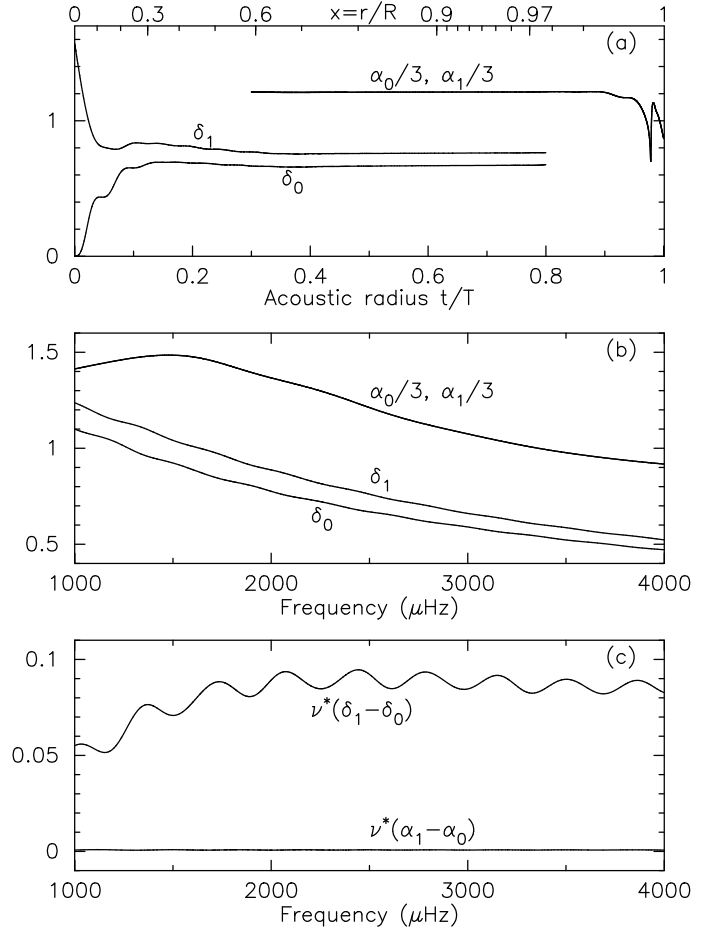 0 0.3 0.6 x=r/R 0.9 0.97 1
(a)
α₀/3, α₁/3
1
δ₁
δ₀
0
0 0.2 0.4 0.6 0.8 1
Acoustic radius t/T
(b)
1.5
α₀/3, α₁/3
1
δ₁
δ₀
0.5
1000 2000 3000 4000
Frequency (μHz)
0.1
(c)
ν*(δ₁−δ₀)
0.05
ν*(α₁−α₀)
0
1000 2000 3000 4000
Frequency (μHz)